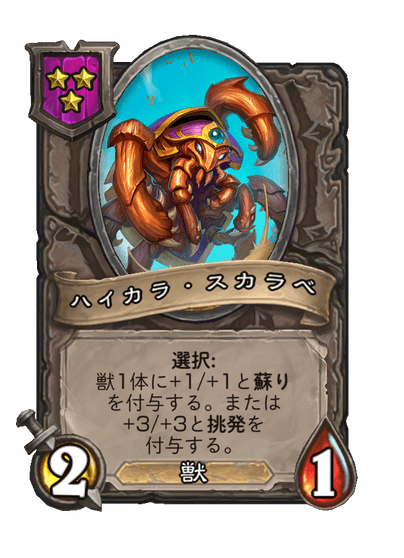 ハイカラ・スカラベ
選択:
獣1体に+1/+1と蘇り
を付与する。または
+3/+3と挑発を
付与する。
獣
2
1